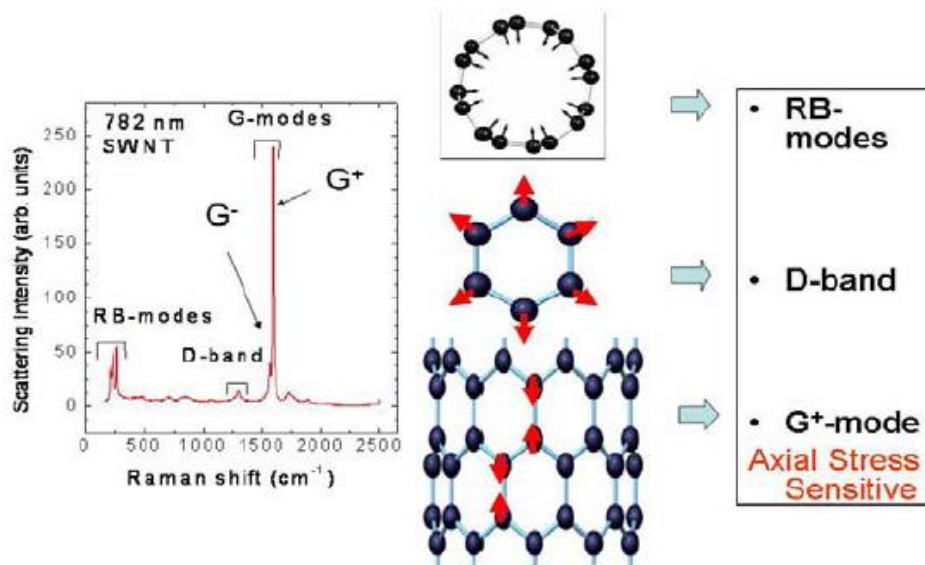 782 nm
SWNT
G-modes
G⁺
G⁻
RB-modes
D-band
Scattering Intensity (arb. units)
250
200
150
100
50
0
0 500 1000 1500 2000 2500
Raman shift (cm⁻¹)
• RB-
modes
• D-band
• G⁺-mode
Axial Stress
Sensitive